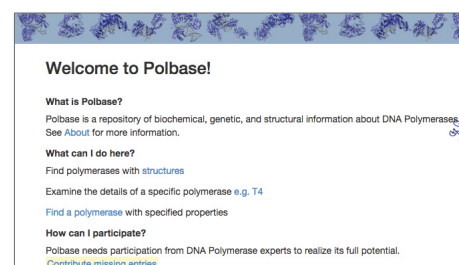 Welcome to Polbase!
What is Polbase?
Polbase is a repository of biochemical, genetic, and structural information about DNA Polymerases.
See About for more information.
What can I do here?
Find polymerases with structures
Examine the details of a specific polymerase e.g. T4
Find a polymerase with specified properties
How can I participate?
Polbase needs participation from DNA Polymerase experts to realize its full potential.
Contribute missing entries